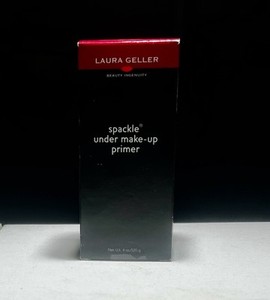 LAURA GELLER
BEAUTY INGENUITY
spackle®
under make-up
primer